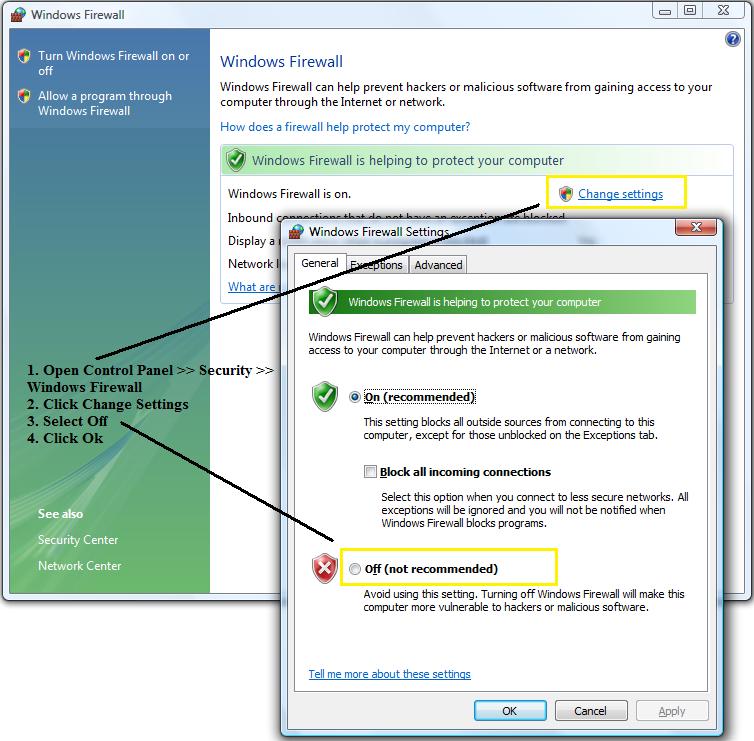 Windows Firewall
Turn Windows Firewall on or
off
Allow a program through
Windows Firewall
Windows Firewall
Windows Firewall can help prevent hackers or malicious software from gaining access to your
computer through the Internet or network.
How does a firewall help protect my computer?
Windows Firewall is helping to protect your computer
Windows Firewall is on.
Change settings
Inbound connections that do not have an exception are blocked.
Display a
Network
What are
1. Open Control Panel >> Security >>
Windows Firewall
2. Click Change Settings
3. Select Off
4. Click Ok
See also
Security Center
Network Center
Windows Firewall Settings
General
Exceptions
Advanced
Windows Firewall is helping to protect your computer
Windows Firewall can help prevent hackers or malicious software from gaining
access to your computer through the Internet or a network.
On (recommended)
This setting blocks all outside sources from connecting to this
computer, except for those unblocked on the Exceptions tab.
Block all incoming connections
Select this option when you connect to less secure networks. All
exceptions will be ignored and you will not be notified when
Windows Firewall blocks programs.
Off (not recommended)
Avoid using this setting. Turning off Windows Firewall will make this
computer more vulnerable to hackers or malicious software.
Tell me more about these settings
OK
Cancel
Apply